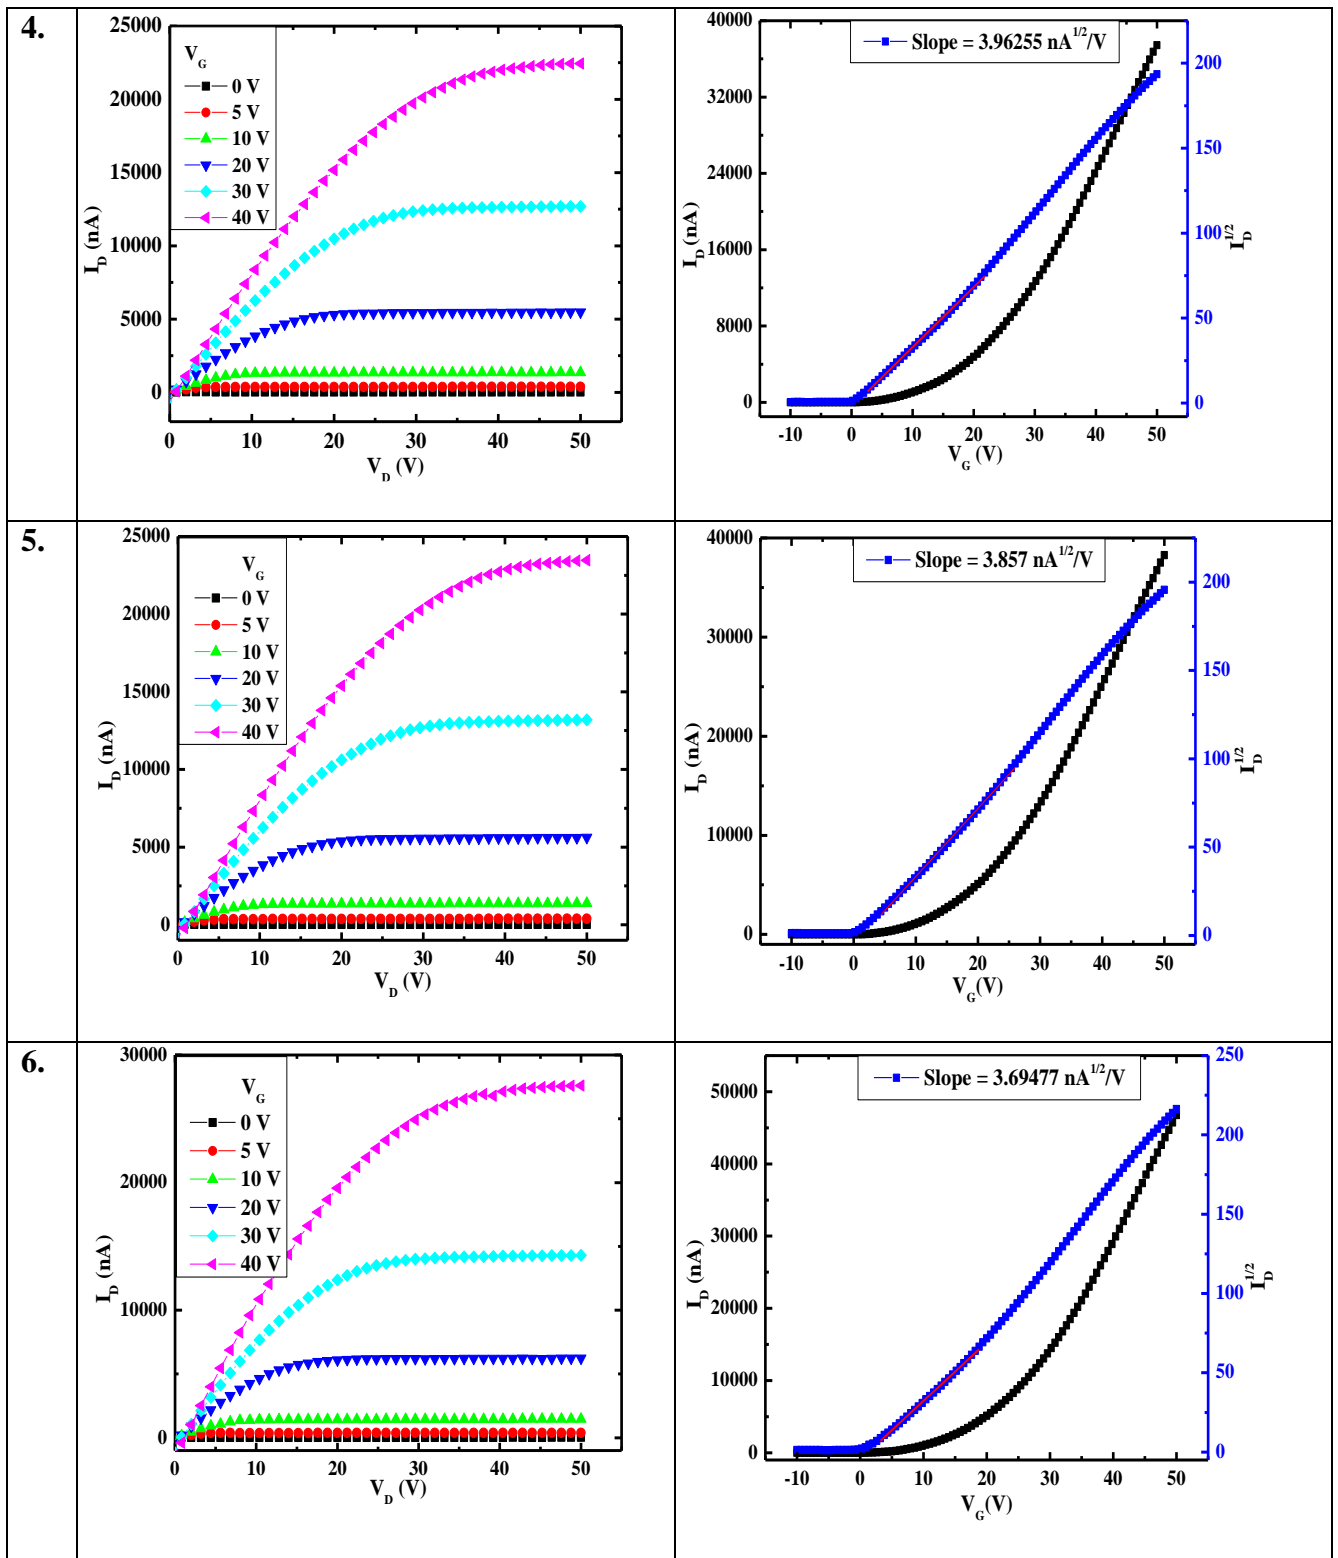 4.
25000
20000
15000
10000
5000
0
I_D (nA)
V_G
0 V
5 V
10 V
20 V
30 V
40 V
0 10 20 30 40 50
V_D (V)
40000
32000
24000
16000
8000
0
I_D (nA)
Slope = 3.96255 nA^1/2/V
200
150
100
50
0
I_D^1/2
-10 0 10 20 30 40 50
V_G (V)
5.
25000
20000
15000
10000
5000
0
I_D (nA)
V_G
0 V
5 V
10 V
20 V
30 V
40 V
0 10 20 30 40 50
V_D (V)
40000
30000
20000
10000
0
I_D (nA)
Slope = 3.857 nA^1/2/V
200
150
100
50
0
I_D^1/2
-10 0 10 20 30 40 50
V_G(V)
6.
30000
20000
10000
0
I_D (nA)
V_G
0 V
5 V
10 V
20 V
30 V
40 V
0 10 20 30 40 50
V_D (V)
50000
40000
30000
20000
10000
0
I_D (nA)
Slope = 3.69477 nA^1/2/V
250
200
150
100
50
0
I_D^1/2
-10 0 10 20 30 40 50
V_G(V)